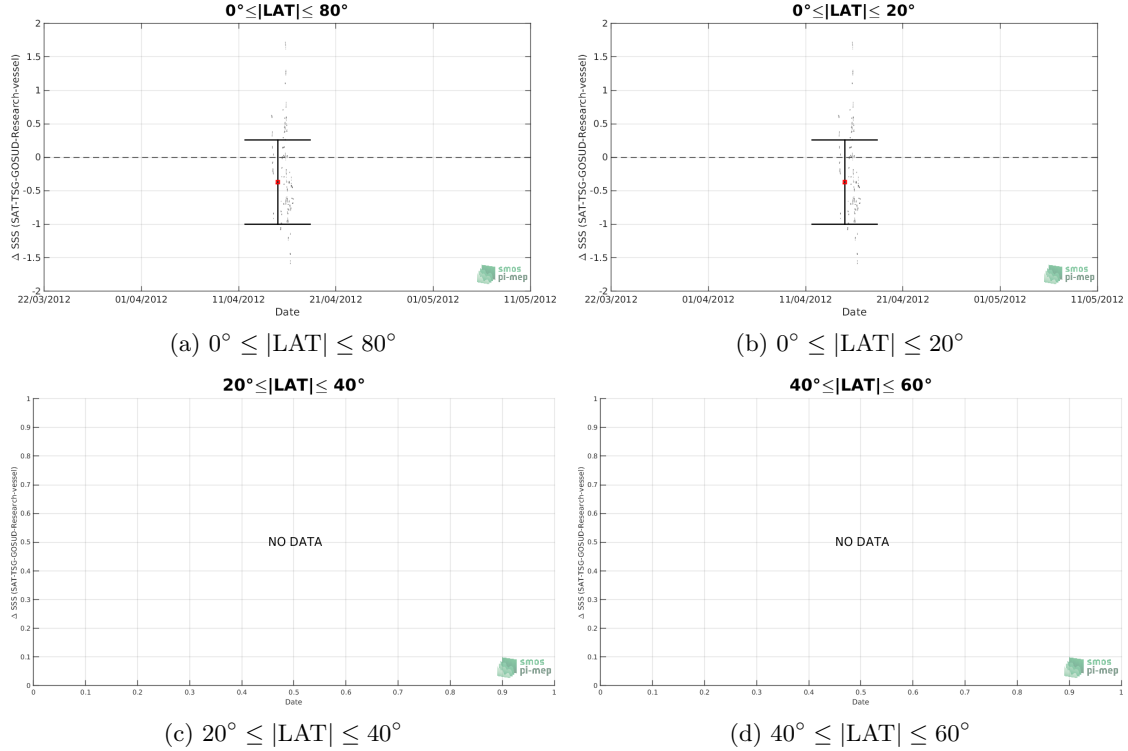 0°≤|LAT|≤ 80°
Δ SSS (SAT-TSG-GOSUD-Research-vessel)
2
1.5
1
0.5
0
-0.5
-1
-1.5
-2
22/03/2012 01/04/2012 11/04/2012 21/04/2012 01/05/2012 11/05/2012
Date
smos
pi-mep
(a) 0° ≤ |LAT| ≤ 80°
0°≤|LAT|≤ 20°
Δ SSS (SAT-TSG-GOSUD-Research-vessel)
2
1.5
1
0.5
0
-0.5
-1
-1.5
-2
22/03/2012 01/04/2012 11/04/2012 21/04/2012 01/05/2012 11/05/2012
Date
smos
pi-mep
(b) 0° ≤ |LAT| ≤ 20°
20°≤|LAT|≤ 40°
Δ SSS (SAT-TSG-GOSUD-Research-vessel)
1
0.9
0.8
0.7
0.6
0.5
0.4
0.3
0.2
0.1
0
NO DATA
0 0.1 0.2 0.3 0.4 0.5 0.6 0.7 0.8 0.9 1
Date
smos
pi-mep
(c) 20° ≤ |LAT| ≤ 40°
40°≤|LAT|≤ 60°
Δ SSS (SAT-TSG-GOSUD-Research-vessel)
1
0.9
0.8
0.7
0.6
0.5
0.4
0.3
0.2
0.1
0
NO DATA
0 0.1 0.2 0.3 0.4 0.5 0.6 0.7 0.8 0.9 1
Date
smos
pi-mep
(d) 40° ≤ |LAT| ≤ 60°